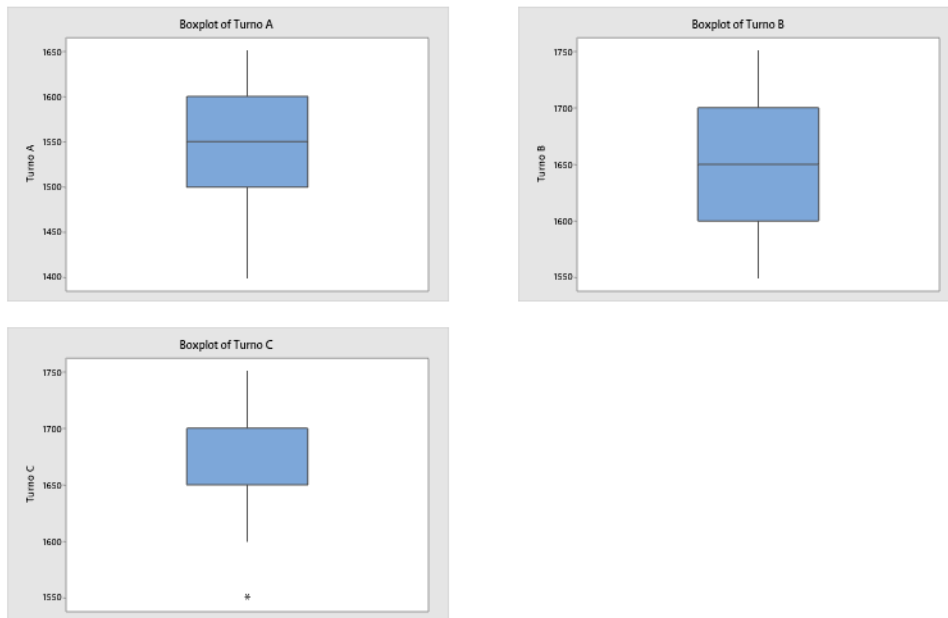 Boxplot of Turno A
1650
1600
1550
1500
1450
1400
Turno A
Boxplot of Turno B
1750
1700
1650
1600
1550
Turno B
Boxplot of Turno C
1750
1700
1650
1600
1550
Turno C
*